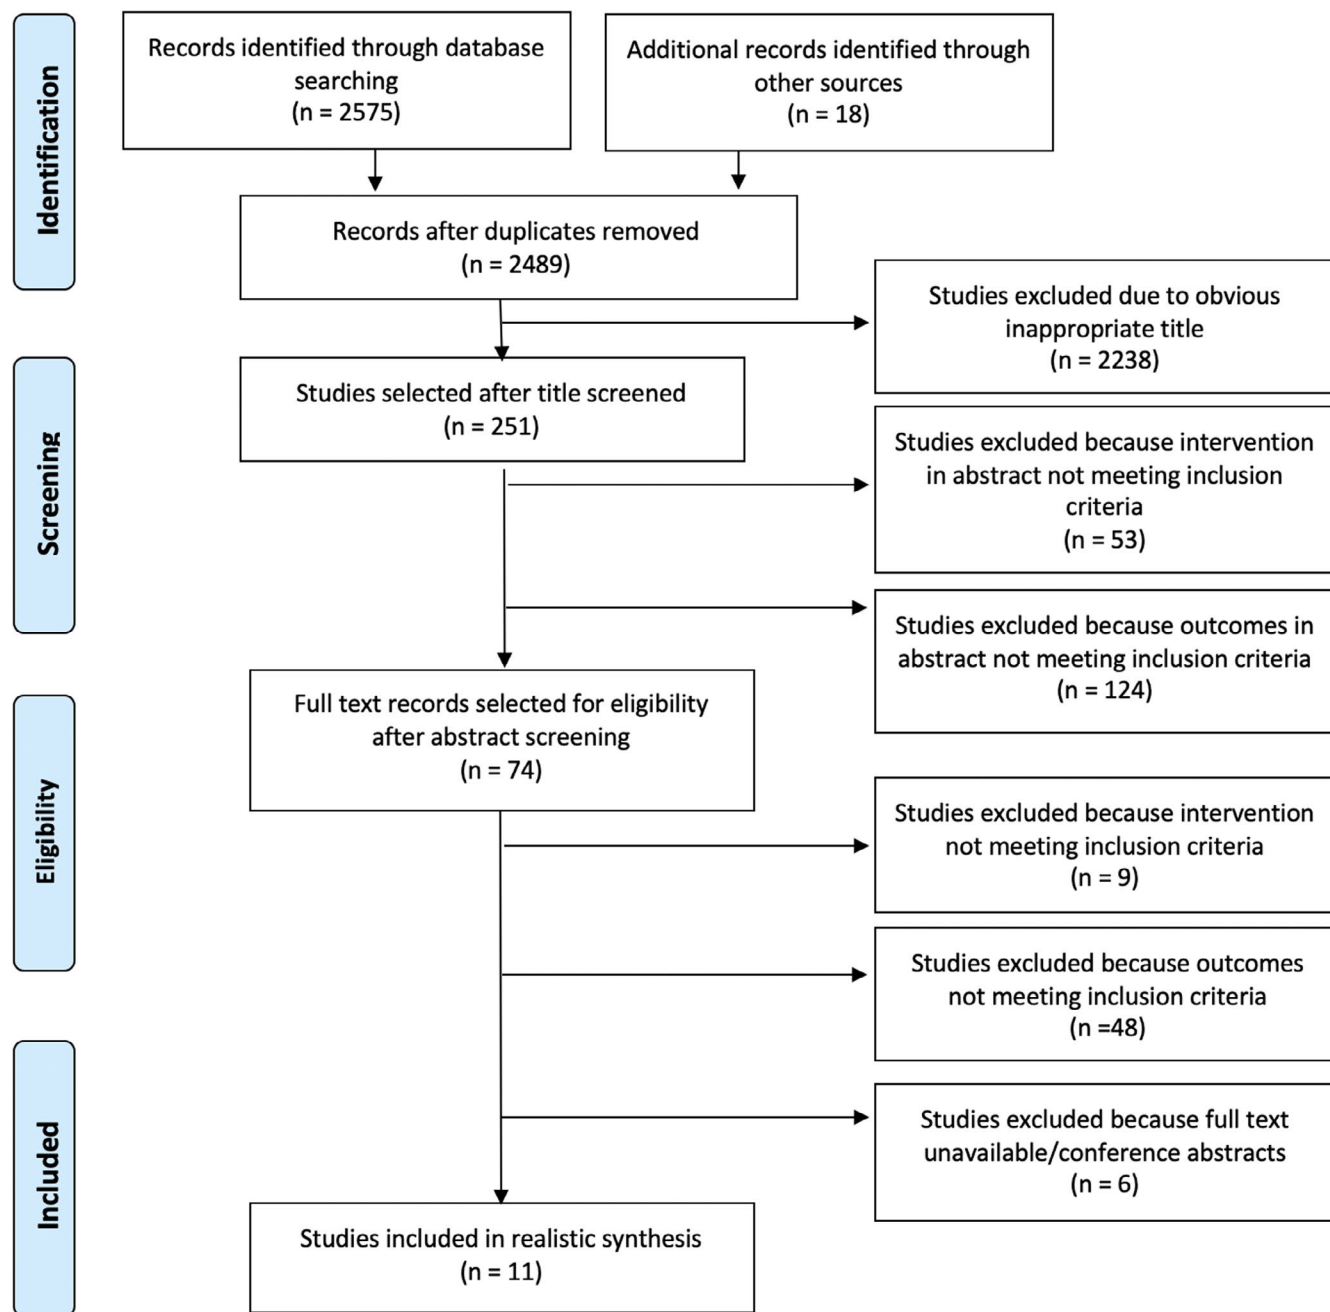 Identification
Records identified through database
searching
(n = 2575)
Additional records identified through
other sources
(n = 18)
Records after duplicates removed
(n = 2489)
Studies excluded due to obvious
inappropriate title
(n = 2238)
Screening
Studies selected after title screened
(n = 251)
Studies excluded because intervention
in abstract not meeting inclusion
criteria
(n = 53)
Studies excluded because outcomes in
abstract not meeting inclusion criteria
(n = 124)
Eligibility
Full text records selected for eligibility
after abstract screening
(n = 74)
Studies excluded because intervention
not meeting inclusion criteria
(n = 9)
Studies excluded because outcomes
not meeting inclusion criteria
(n =48)
Included
Studies excluded because full text
unavailable/conference abstracts
(n = 6)
Studies included in realistic synthesis
(n = 11)